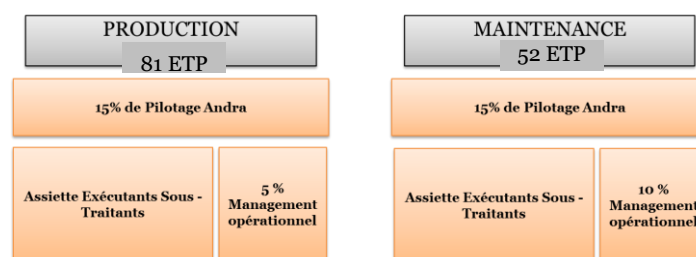 PRODUCTION
81 ETP
15% de Pilotage Andra
Assiette Exécutants Sous -
Traitants
5 %
Management
opérationnel
MAINTENANCE
52 ETP
15% de Pilotage Andra
Assiette Exécutants Sous -
Traitants
10 %
Management
opérationnel